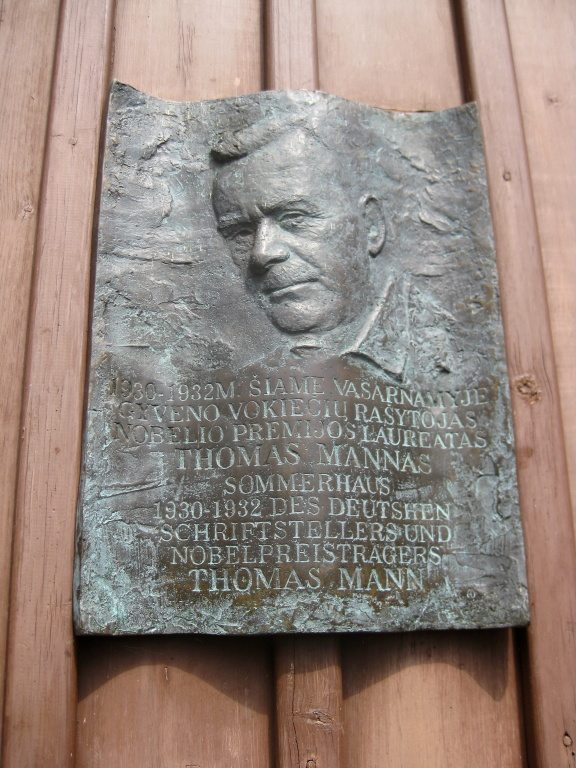 1930-1932M. ŠIAME VASARNAMYJE
GYVENO VOKIEČIŲ RAŠYTOJAS
NOBELIO PREMIJOS LAUREATAS
THOMAS MANNAS
SOMMERHAUS
1930-1932 DES DEUTSHEN
SCHRIFTSTELLERS UND
NOBELPREISTRÄGERS
THOMAS MANN